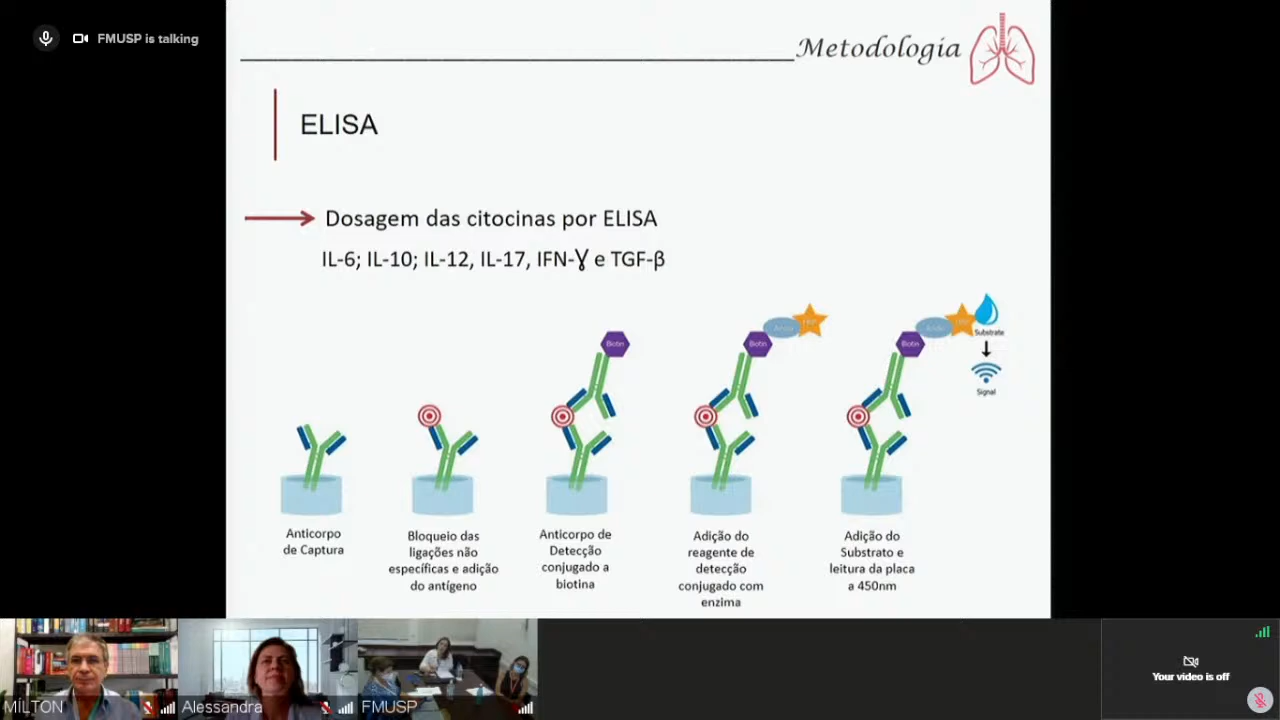 FMUSP is talking
Metodologia
ELISA
Dosagem das citocinas por ELISA
IL-6; IL-10; IL-12, IL-17, IFN-Ɣ e TGF-β
Biotin
Biotin
Biotin
Substrate
Signal
Anticorpo
de Captura
Bloqueio das
ligações não
específicas e adição
do antígeno
Anticorpo de
Detecção
conjugado a
biotina
Adição do
reagente de
detecção
conjugado com
enzima
Adição do
Substrato e
leitura da placa
a 450nm
MÍLTON
Alessandra
FMUSP
Your video is off